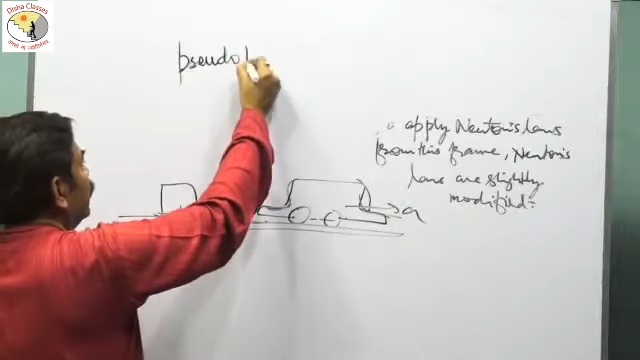 Disha Classes
pseudo
apply Newton's laws
from this frame, Newton's
laws are slightly
modified.
a